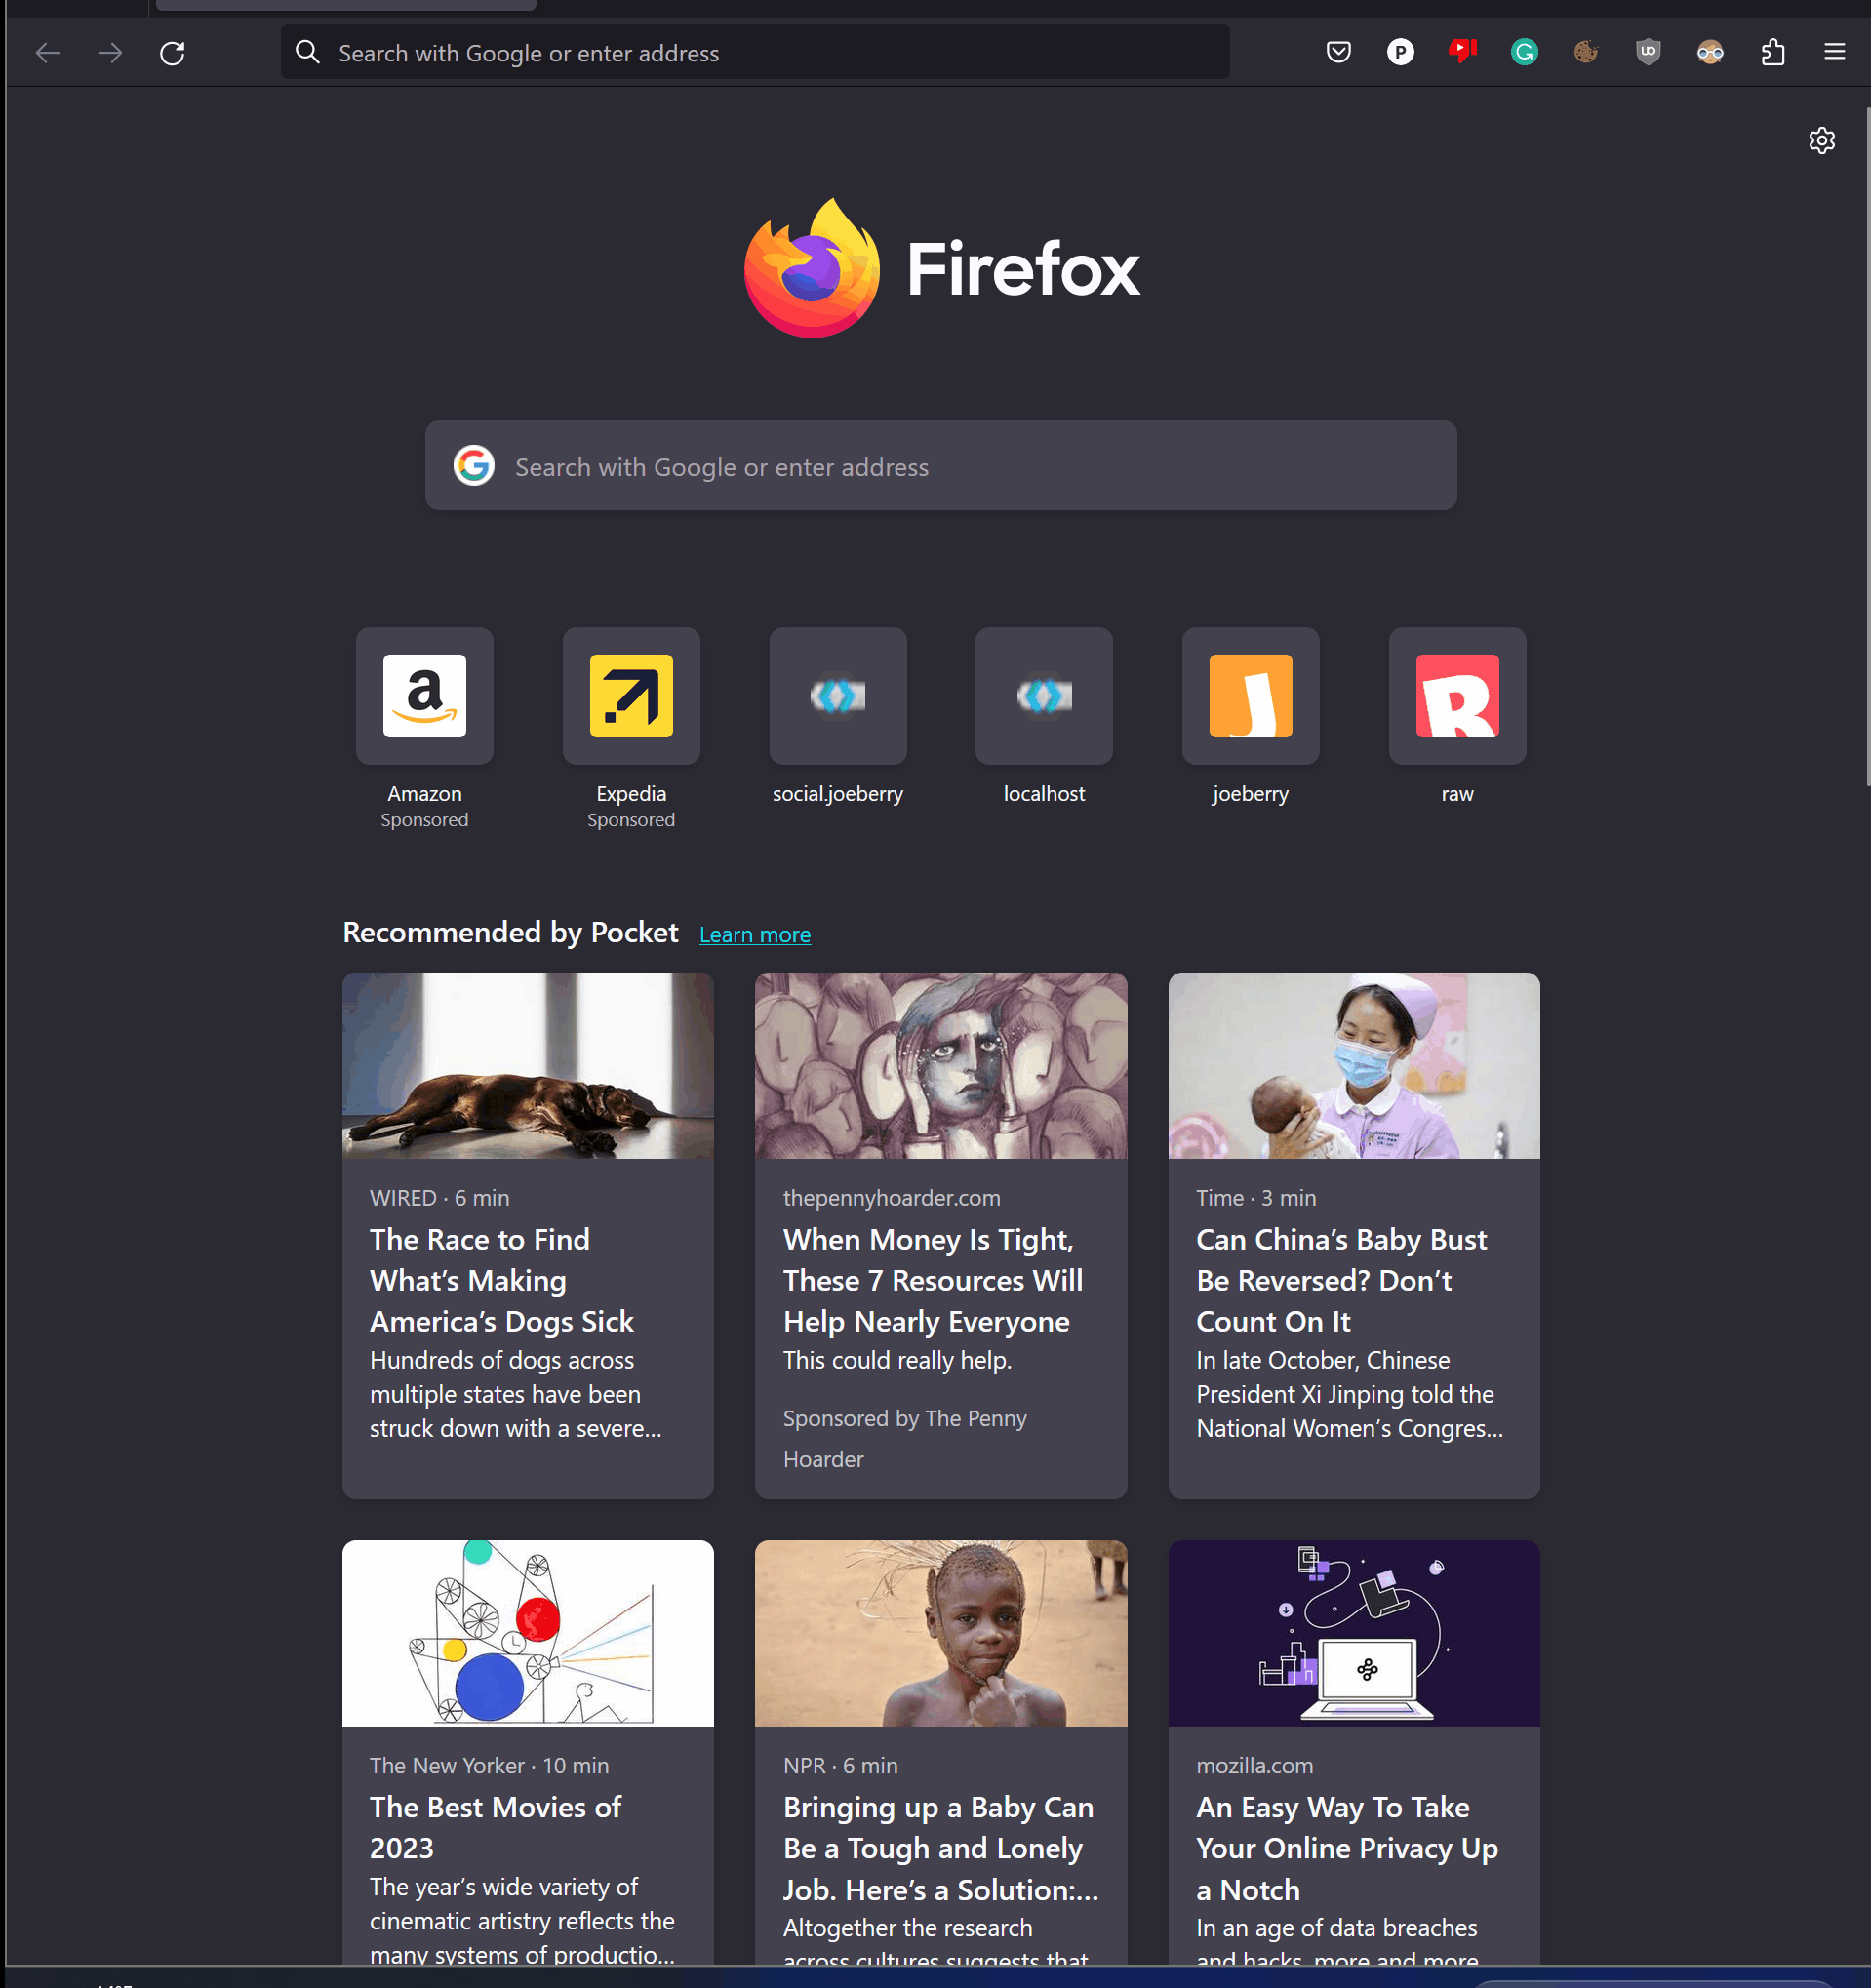 Search with Google or enter address
Firefox
Search with Google or enter address
a
J
R
Amazon
Sponsored
Expedia
Sponsored
social.joeberry
localhost
joeberry
raw
Recommended by Pocket Learn more
WIRED · 6 min
The Race to Find
What’s Making
America’s Dogs Sick
Hundreds of dogs across
multiple states have been
struck down with a severe...
thepennyhoarder.com
When Money Is Tight,
These 7 Resources Will
Help Nearly Everyone
This could really help.
Sponsored by The Penny
Hoarder
Time · 3 min
Can China’s Baby Bust
Be Reversed? Don’t
Count On It
In late October, Chinese
President Xi Jinping told the
National Women’s Congres...
The New Yorker · 10 min
The Best Movies of
2023
The year’s wide variety of
cinematic artistry reflects the
many systems of productio...
NPR · 6 min
Bringing up a Baby Can
Be a Tough and Lonely
Job. Here’s a Solution:...
Altogether the research
across cultures suggests that
mozilla.com
An Easy Way To Take
Your Online Privacy Up
a Notch
In an age of data breaches
and hacks, more and more